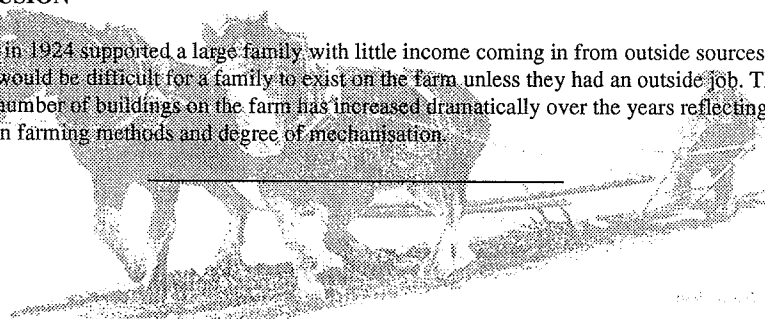 USION
in 1924 supported a large family with little income coming in from outside sources
would be difficult for a family to exist on the farm unless they had an outside job. T
number of buildings on the farm has increased dramatically over the years reflecting
n farming methods and degree of mechanisation.